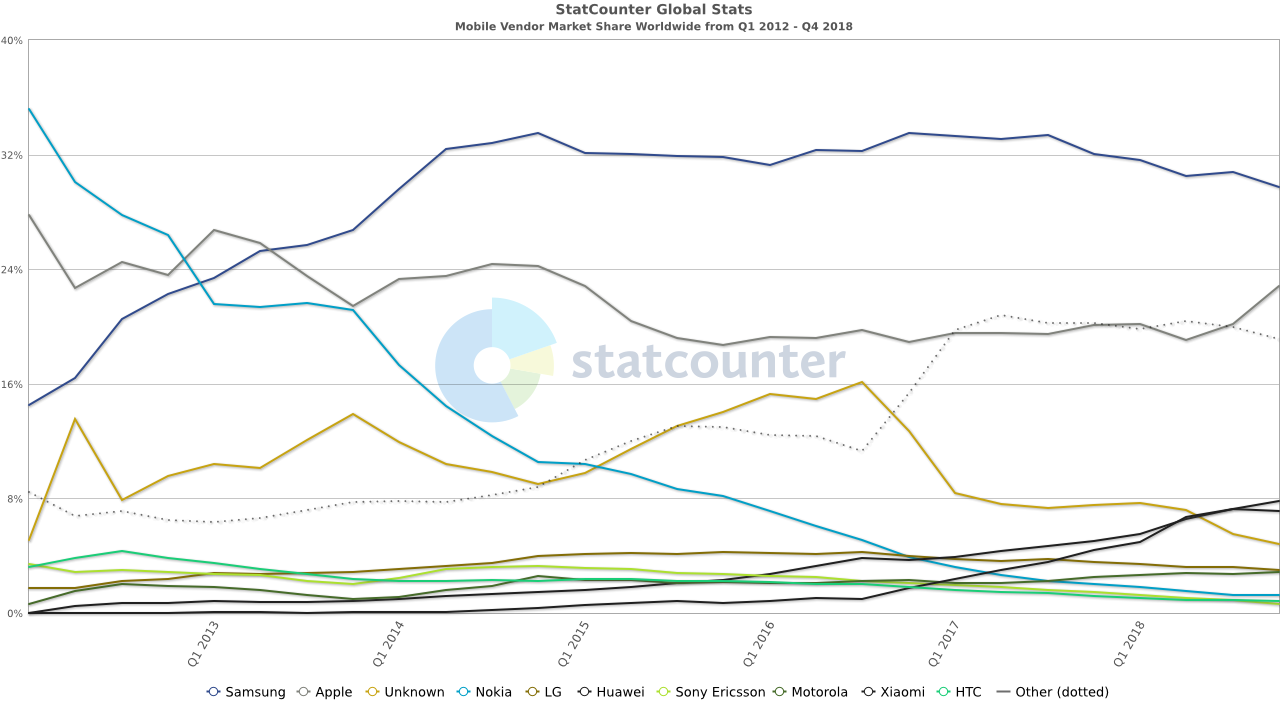 StatCounter Global Stats
Mobile Vendor Market Share Worldwide from Q1 2012 - Q4 2018
40%
32%
24%
16%
8%
0%
statcounter
Q1 2013
Q1 2014
Q1 2015
Q1 2016
Q1 2017
Q1 2018
Samsung Apple Unknown Nokia LG Huawei Sony Ericsson Motorola Xiaomi HTC Other (dotted)